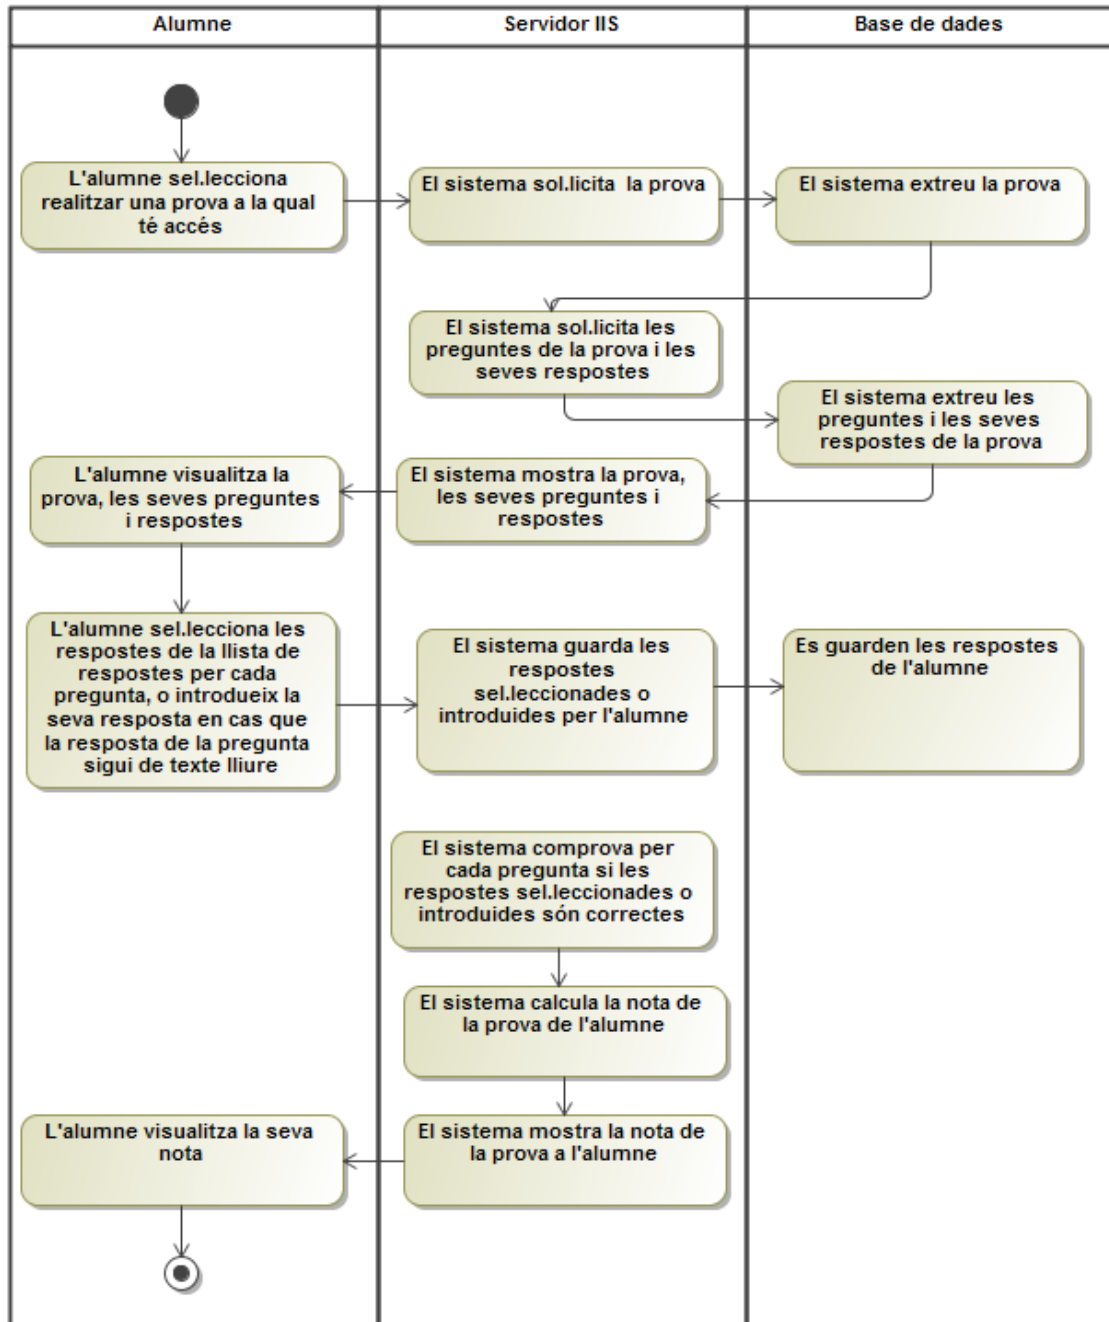 Alumne
Servidor IIS
Base de dades
L'alumne sel.lecciona
realitzar una prova a la qual
té accés
El sistema sol.licita  la prova
El sistema extreu la prova
El sistema sol.licita les
preguntes de la prova i les
seves respostes
El sistema extreu les
preguntes i les seves
respostes de la prova
El sistema mostra la prova,
les seves preguntes i
respostes
L'alumne visualitza la
prova, les seves preguntes
i respostes
L'alumne sel.lecciona les
respostes de la llista de
respostes per cada
pregunta, o introdueix la
seva resposta en cas que
la resposta de la pregunta
sigui de texte lliure
El sistema guarda les
respostes
sel.leccionades o
introduides per l'alumne
Es guarden les respostes
de l'alumne
El sistema comprova per
cada pregunta si les
respostes sel.leccionades o
introduides són correctes
El sistema calcula la nota de
la prova de l'alumne
El sistema mostra la nota de
la prova a l'alumne
L'alumne visualitza la seva
nota